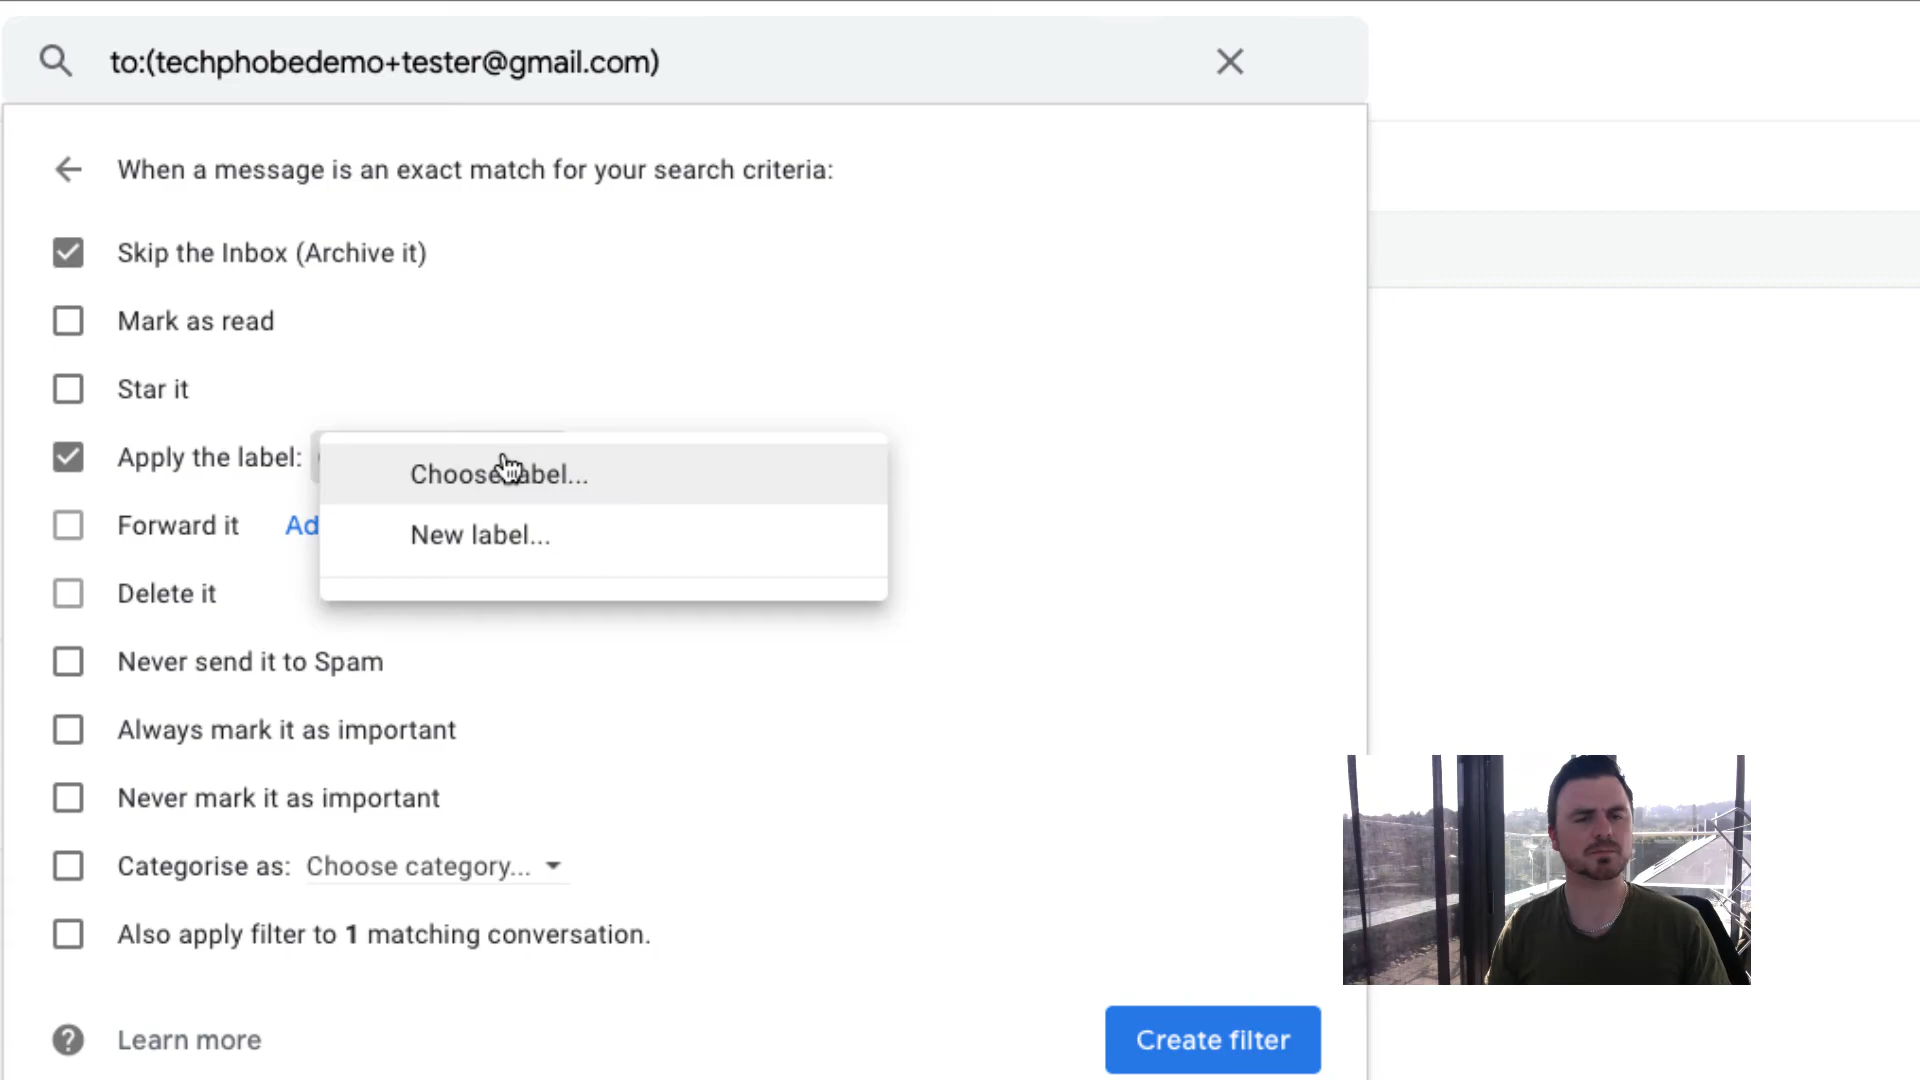 to:(techphobedemo+tester@gmail.com)
When a message is an exact match for your search criteria:
Skip the Inbox (Archive it)
Mark as read
Star it
Apply the label:
Choose label...
New label...
Forward it Ad
Delete it
Never send it to Spam
Always mark it as important
Never mark it as important
Categorise as: Choose category...
Also apply filter to 1 matching conversation.
Learn more
Create filter